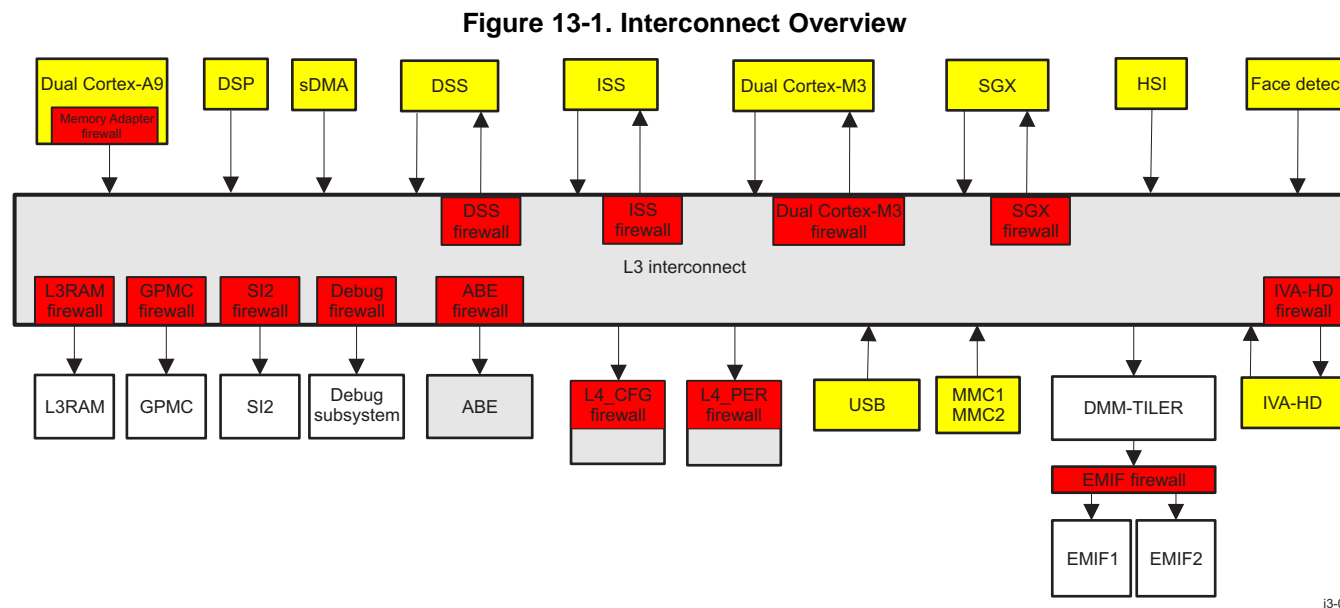 Figure 13-1. Interconnect Overview
Dual Cortex-A9
Memory Adapter
firewall
DSP
sDMA
DSS
ISS
Dual Cortex-M3
SGX
HSI
Face detec
DSS
firewall
ISS
firewall
Dual Cortex-M3
firewall
SGX
firewall
L3 interconnect
L3RAM
firewall
GPMC
firewall
SI2
firewall
Debug
firewall
ABE
firewall
IVA-HD
firewall
L3RAM
GPMC
SI2
Debug
subsystem
ABE
L4_CFG
firewall
L4_PER
firewall
USB
MMC1
MMC2
DMM-TILER
IVA-HD
EMIF firewall
EMIF1
EMIF2